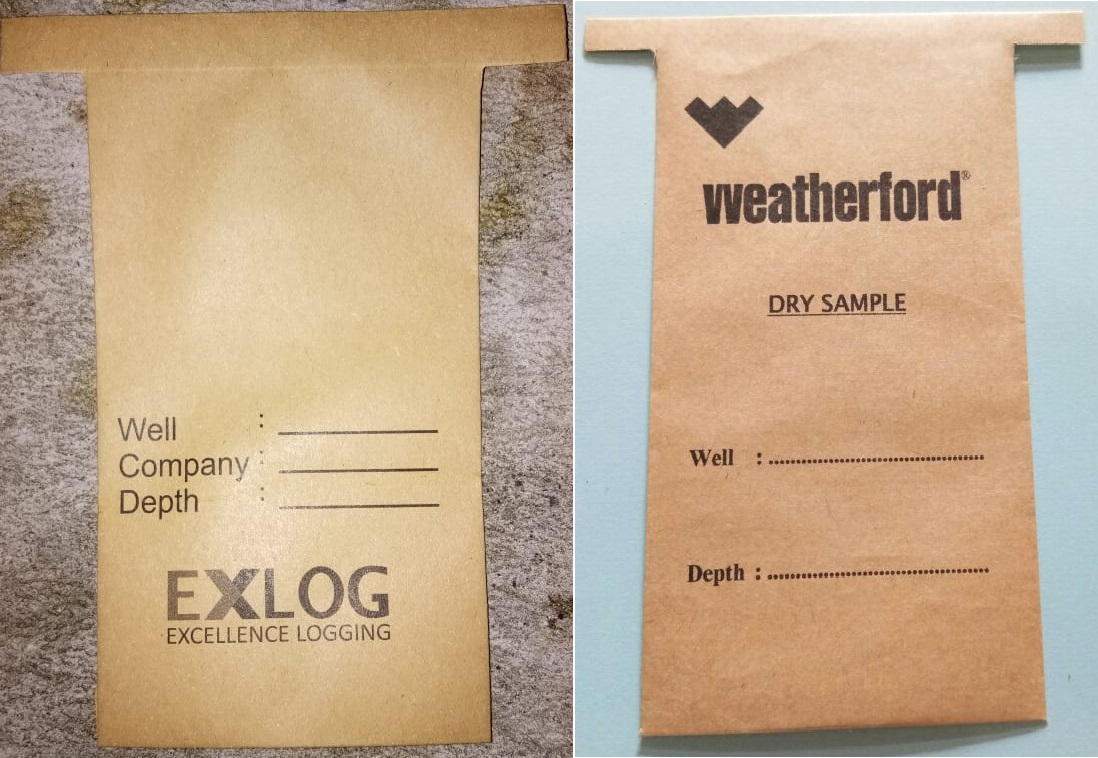 Well : 
Company : 
Depth : 
EXLOG
EXCELLENCE LOGGING
weatherford®
DRY SAMPLE
Well : ........................................
Depth : ........................................